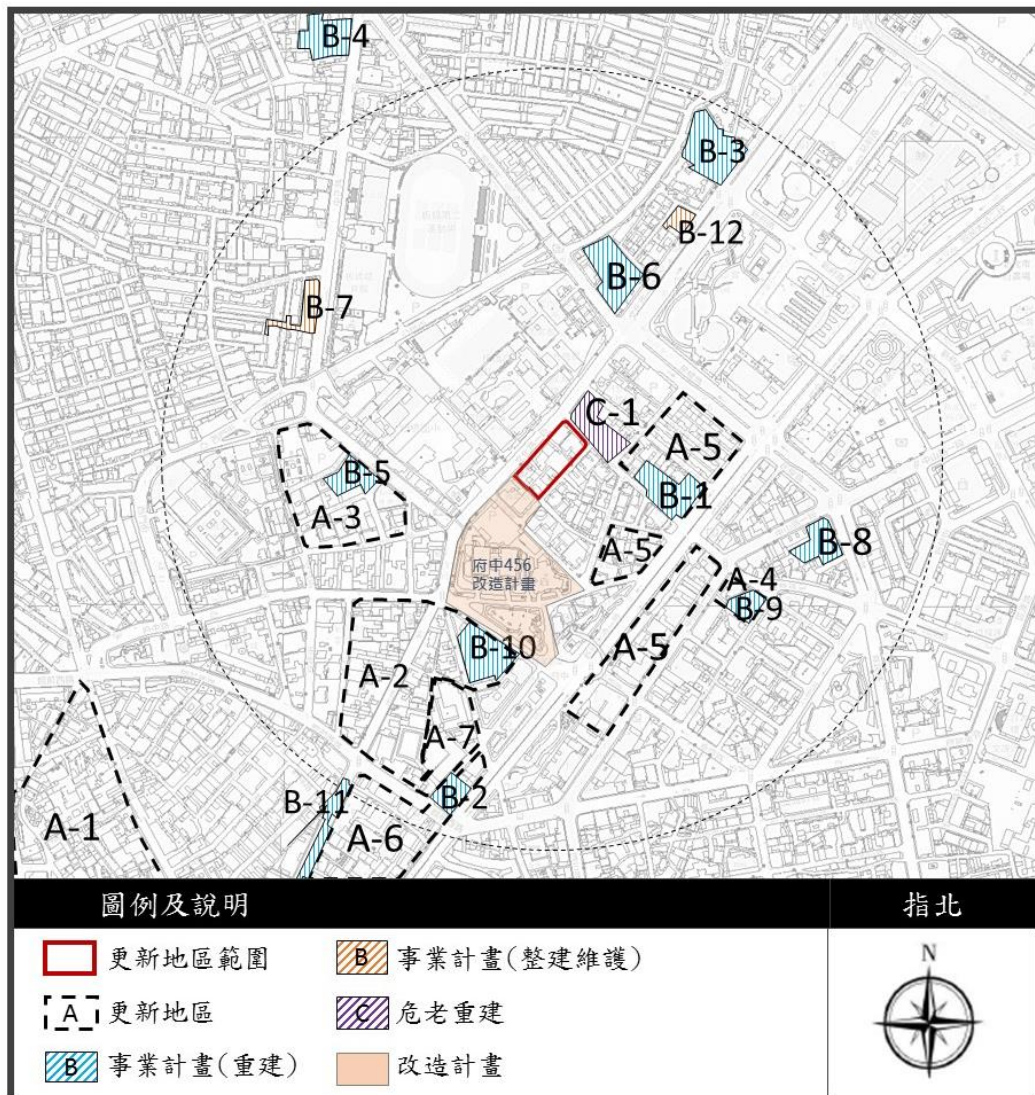 B-4
B-3
B-12
B-6
B-7
C-1
A-5
B-5
B-1
A-3
A-5
B-8
府中456
改造計畫
A-4
B-9
B-10
A-5
A-2
A-7
B-11
B-2
A-1
A-6
圖例及說明
指北
更新地區範圍
B 事業計畫(整建維護)
N
A 更新地區
C 危老重建
B 事業計畫(重建)
改造計畫